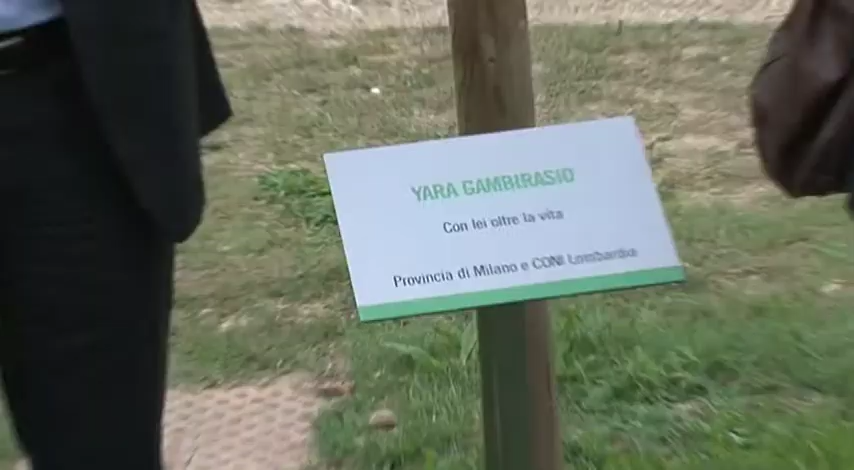 YARA GAMBIRASIO
Con lei oltre la vita
Provincia di Milano e CONI Lombardia